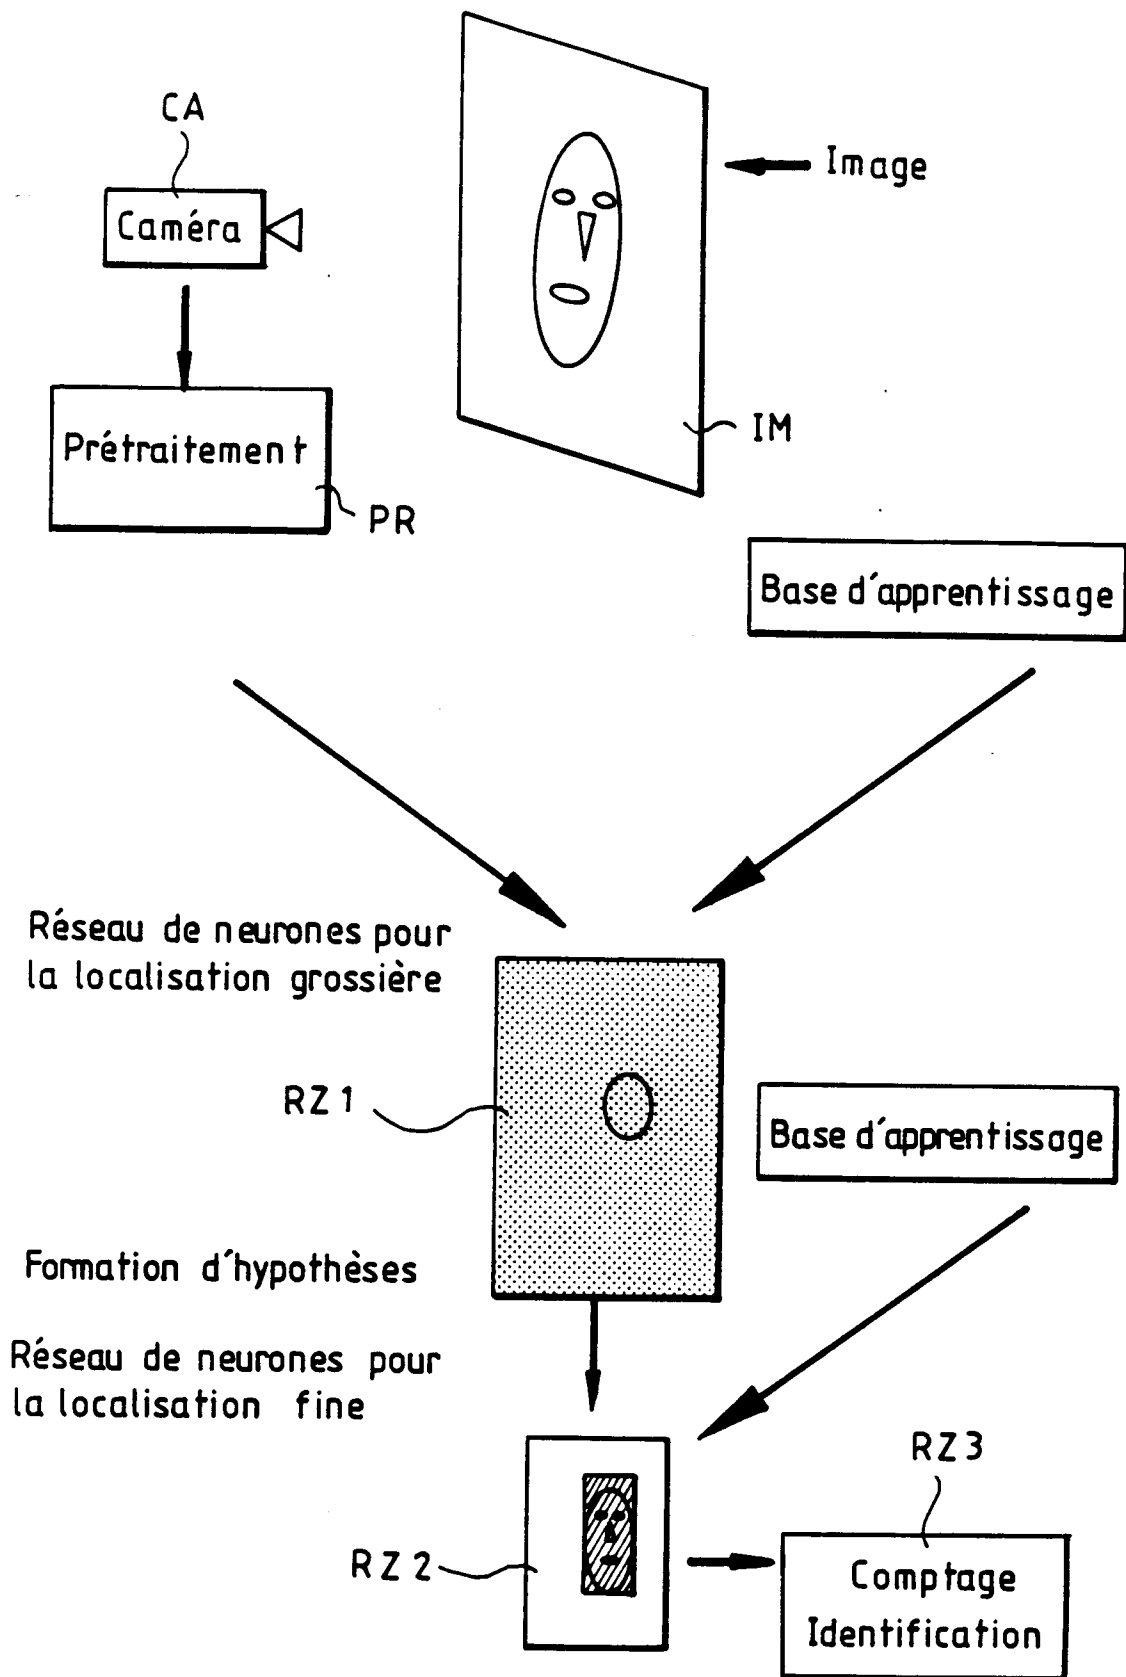 CA
Image
Caméra
IM
Prétraitement
PR
Base d'apprentissage
Réseau de neurones pour
la localisation grossière
RZ1
Base d'apprentissage
Formation d'hypothèses
Réseau de neurones pour
la localisation fine
RZ3
RZ2
Comptage
Identification